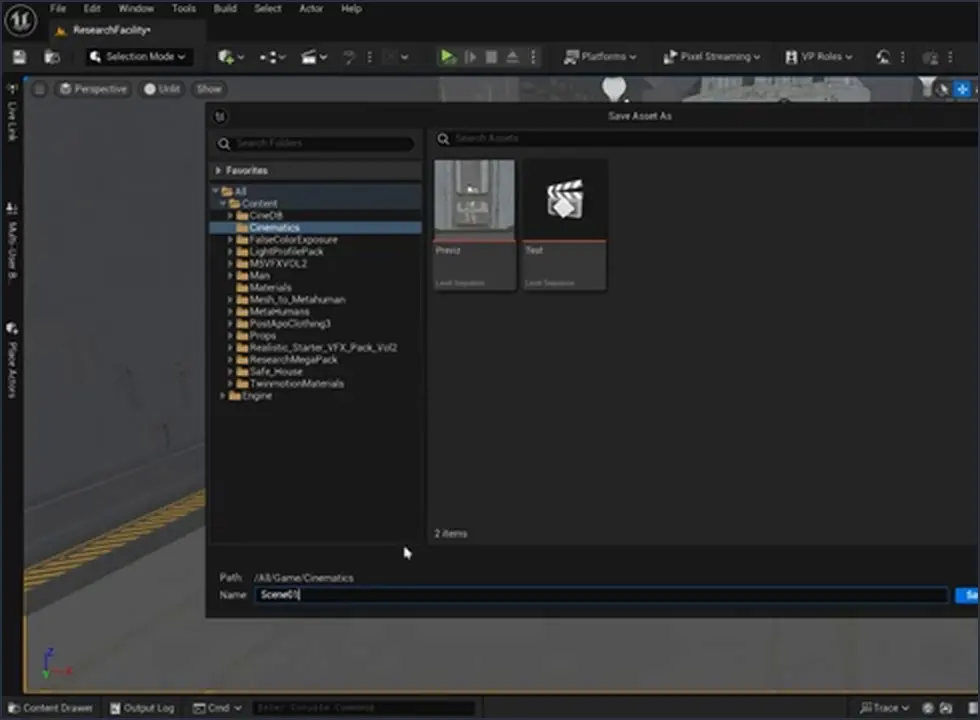 File Edit Window Tools Build Select Actor Help
ResearchFacility•
Selection Mode Platforms Pixel Streaming VP Roles
Perspective Unlit Show
Live Link
Multi-User B...
Place Actors
Save Asset As
Search Folders
Search Assets
Favorites
All
Content
CineDB
Cinematics
FalseColorExposure
LightProfilePack
MSVFXVOL2
Man
Materials
Mesh_to_Metahuman
MetaHumans
PostApoClothing3
Props
Realistic_Starter_VFX_Pack_Vol2
ResearchMegaPack
Safe_House
TwinmotionMaterials
Engine
Previz
Level Sequence
Test
Level Sequence
2 items
Path: /All/Game/Cinematics
Name: Scene01
Sa
Z
X
Y
Content Drawer Output Log Cmd Enter Console Command Trace